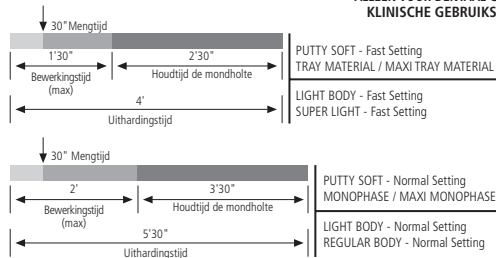 KLINISCHE GEBRUIKS
30" Mengtijd
1'30"
2'30"
Bewerkingstijd
(max)
Houdtijd de mondholte
4'
Uithardingstijd
PUTTY SOFT - Fast Setting
TRAY MATERIAL / MAXI TRAY MATERIAL
LIGHT BODY - Fast Setting
SUPER LIGHT - Fast Setting
30" Mengtijd
2'
3'30"
Bewerkingstijd
(max)
Houdtijd de mondholte
5'30"
Uithardingstijd
PUTTY SOFT - Normal Setting
MONOPHASE / MAXI MONOPHASE
LIGHT BODY - Normal Setting
REGULAR BODY - Normal Setting